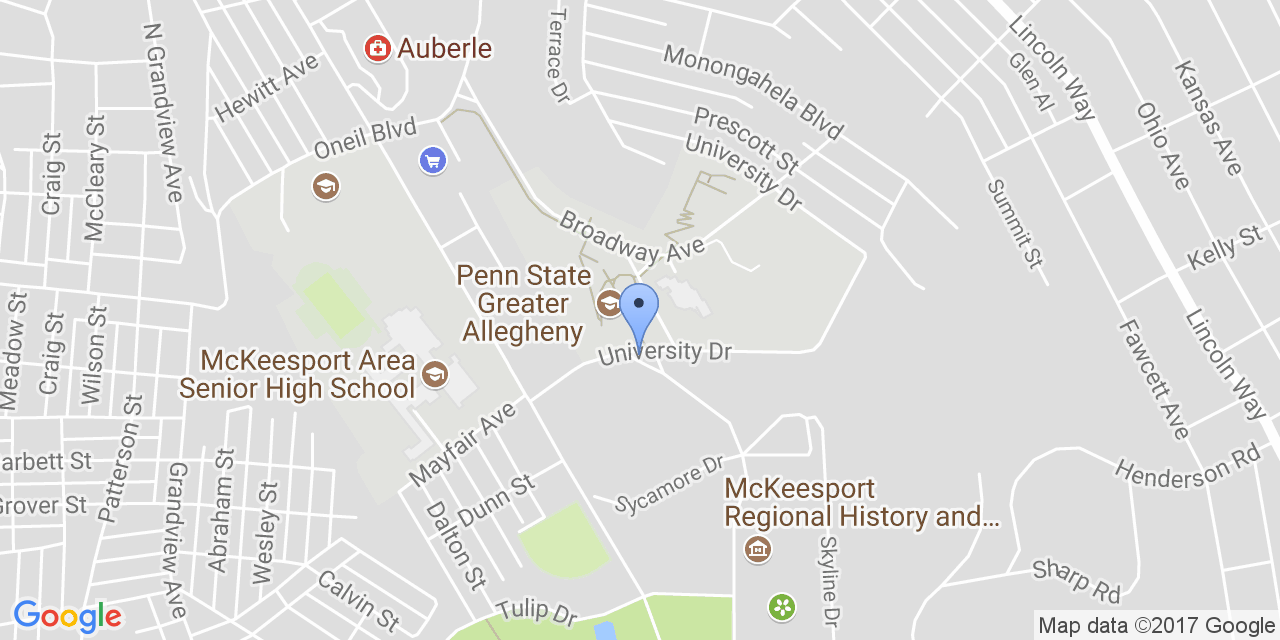 Auberle
Terrace Dr
N Grandview Ave
Hewitt Ave
Oneil Blvd
Monongahela Blvd
Prescott St
University Dr
Lincoln Way
Glen Al
Kansas Ave
Ohio Ave
Craig St
McCleary St
Summit St
Kelly St
Broadway Ave
Penn State
Greater
Allegheny
University Dr
McKeesport Area
Senior High School
Meadow St
Craig St
Wilson St
Lincoln Way
Fawcett Ave
Mayfair Ave
Patterson St
arbett St
Grover St
Grandview Ave
Abraham St
Wesley St
Dunn St
Dalton St
Sycamore Dr
Henderson Rd
McKeesport
Regional History and...
Skyline Dr
Sharp Rd
Calvin St
Tulip Dr
Google
Map data ©2017 Google